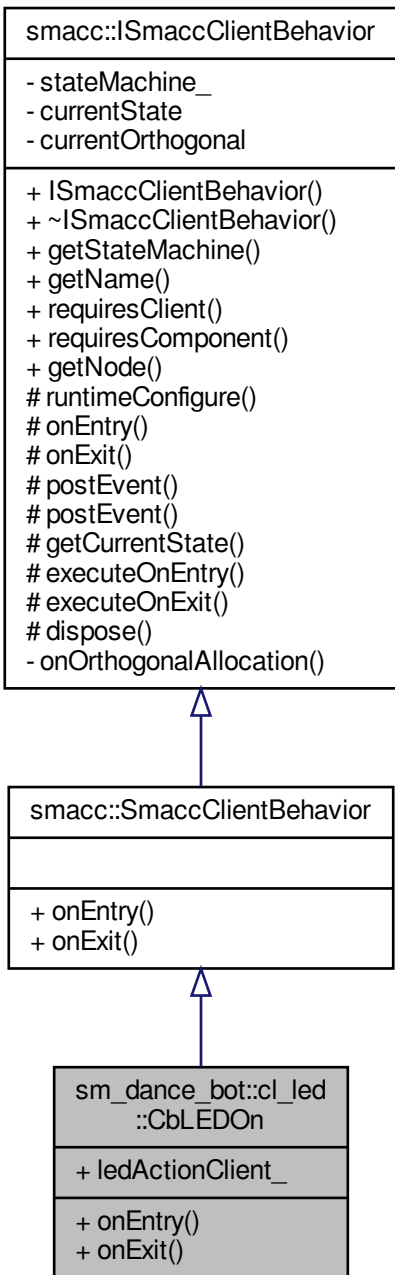 smacc::ISmaccClientBehavior
- stateMachine_
- currentState
- currentOrthogonal
+ ISmaccClientBehavior()
+ ~ISmaccClientBehavior()
+ getStateMachine()
+ getName()
+ requiresClient()
+ requiresComponent()
+ getNode()
# runtimeConfigure()
# onEntry()
# onExit()
# postEvent()
# postEvent()
# getCurrentState()
# executeOnEntry()
# executeOnExit()
# dispose()
- onOrthogonalAllocation()
smacc::SmaccClientBehavior
+ onEntry()
+ onExit()
sm_dance_bot::cl_led
::CbLEDOn
+ ledActionClient_
+ onEntry()
+ onExit()